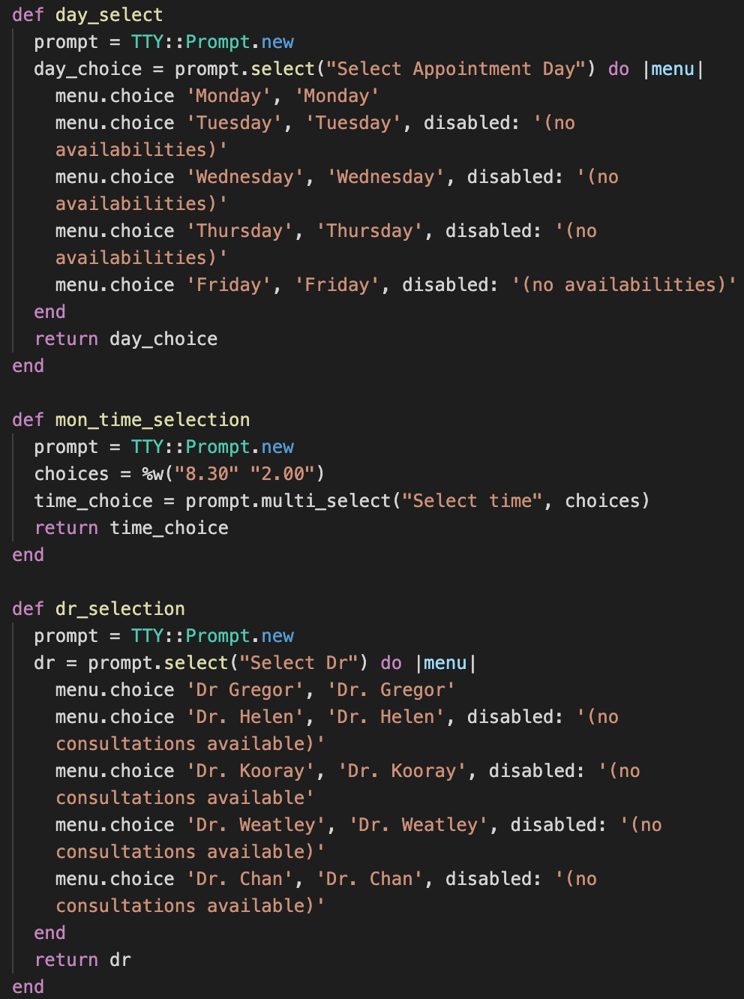 def day_select
  prompt = TTY::Prompt.new
  day_choice = prompt.select("Select Appointment Day") do |menu|
    menu.choice 'Monday', 'Monday'
    menu.choice 'Tuesday', 'Tuesday', disabled: '(no
    availabilities)'
    menu.choice 'Wednesday', 'Wednesday', disabled: '(no
    availabilities)'
    menu.choice 'Thursday', 'Thursday', disabled: '(no
    availabilities)'
    menu.choice 'Friday', 'Friday', disabled: '(no availabilities)'
  end
  return day_choice
end

def mon_time_selection
  prompt = TTY::Prompt.new
  choices = %w("8.30" "2.00")
  time_choice = prompt.multi_select("Select time", choices)
  return time_choice
end

def dr_selection
  prompt = TTY::Prompt.new
  dr = prompt.select("Select Dr") do |menu|
    menu.choice 'Dr Gregor', 'Dr. Gregor'
    menu.choice 'Dr. Helen', 'Dr. Helen', disabled: '(no
    consultations available)'
    menu.choice 'Dr. Kooray', 'Dr. Kooray', disabled: '(no
    consultations available'
    menu.choice 'Dr. Weatley', 'Dr. Weatley', disabled: '(no
    consultations available)'
    menu.choice 'Dr. Chan', 'Dr. Chan', disabled: '(no
    consultations available)'
  end
  return dr
end